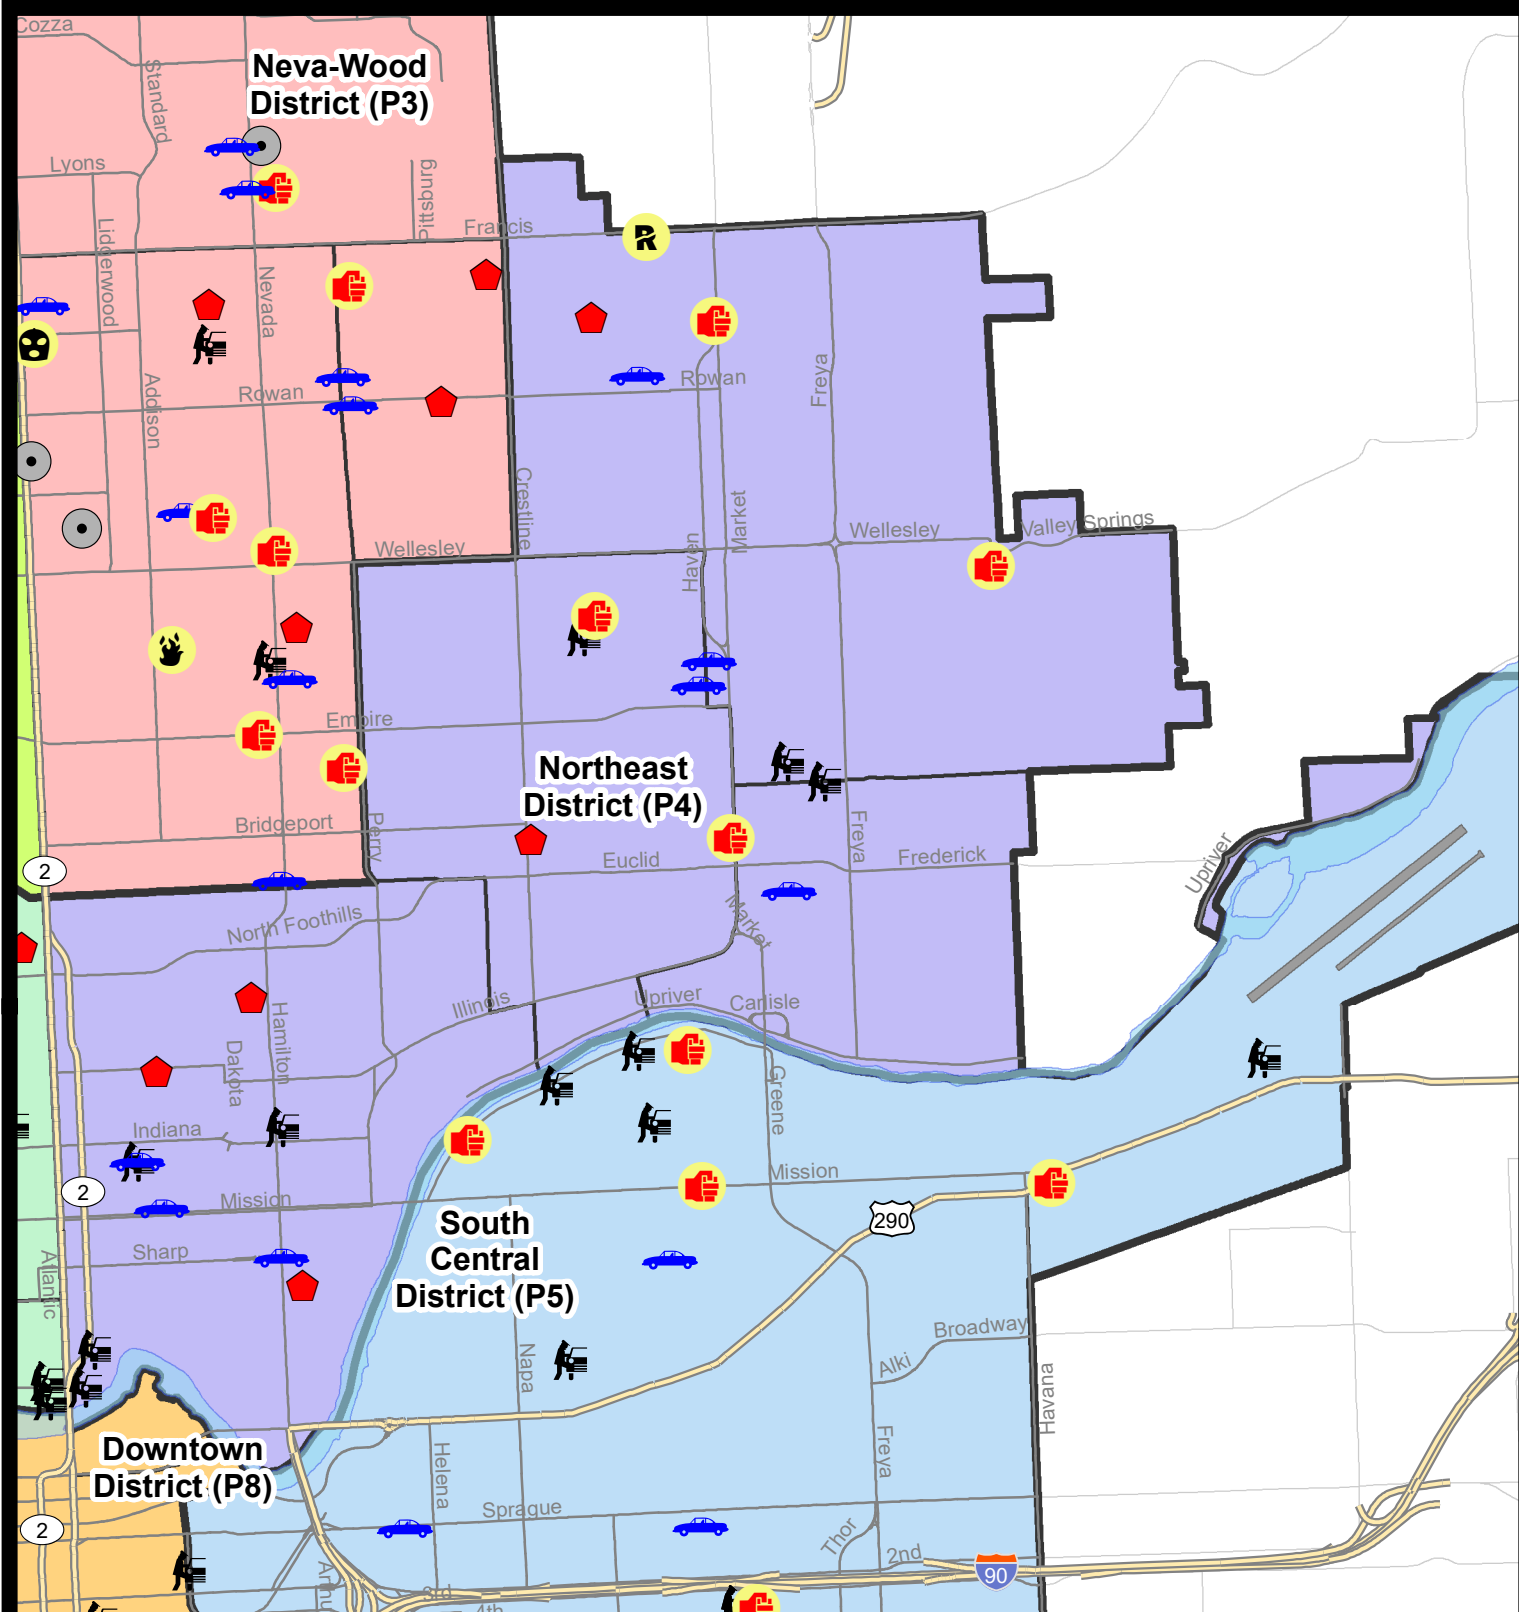 Cozza
Neva-Wood
District (P3)
Standard
Lyons
Pittsburg
Lidgerwood
Francis
Nevada
Rowan
Rowan
Freya
Addison
Crestline
Market
Wellesley
Valley Springs
Wellesley
Haven
Empire
Northeast
District (P4)
Bridgeport
Perry
Euclid
Freya
Frederick
Upriver
2
North Foothills
Market
Illinois
Upriver
Carlisle
Hamilton
Dakota
Greene
Indiana
Mission
2
Mission
290
South
Central
District (P5)
Sharp
Atlantic
Broadway
Napa
Alki
Havana
Downtown
District (P8)
Helena
Freya
Sprague
2
Thor
2nd
90
3rd
4th
R